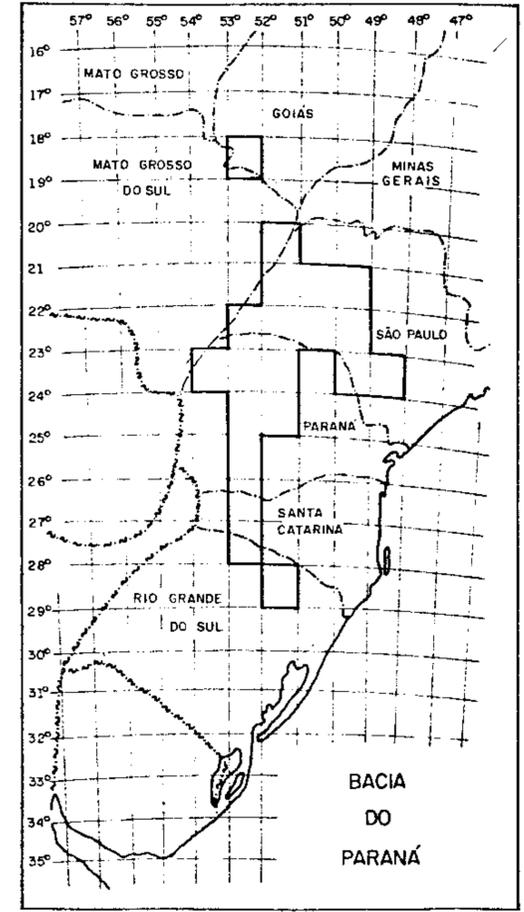 57° 55° 55° 54° 53° 52° 51° 50° 49° 48° 47°
16°
MATO GROSSO
17°
GOIÁS
18°
MATO GROSSO
DO SUL
MINAS
GERAIS
19°
20°
21°
22°
SÃO PAULO
23°
24°
PARANÁ
25°
26°
SANTA
CATARINA
27°
28°
RIO GRANDE
DO SUL
29°
30°
31°
32°
33°
34°
35°
BACIA
DO
PARANÁ